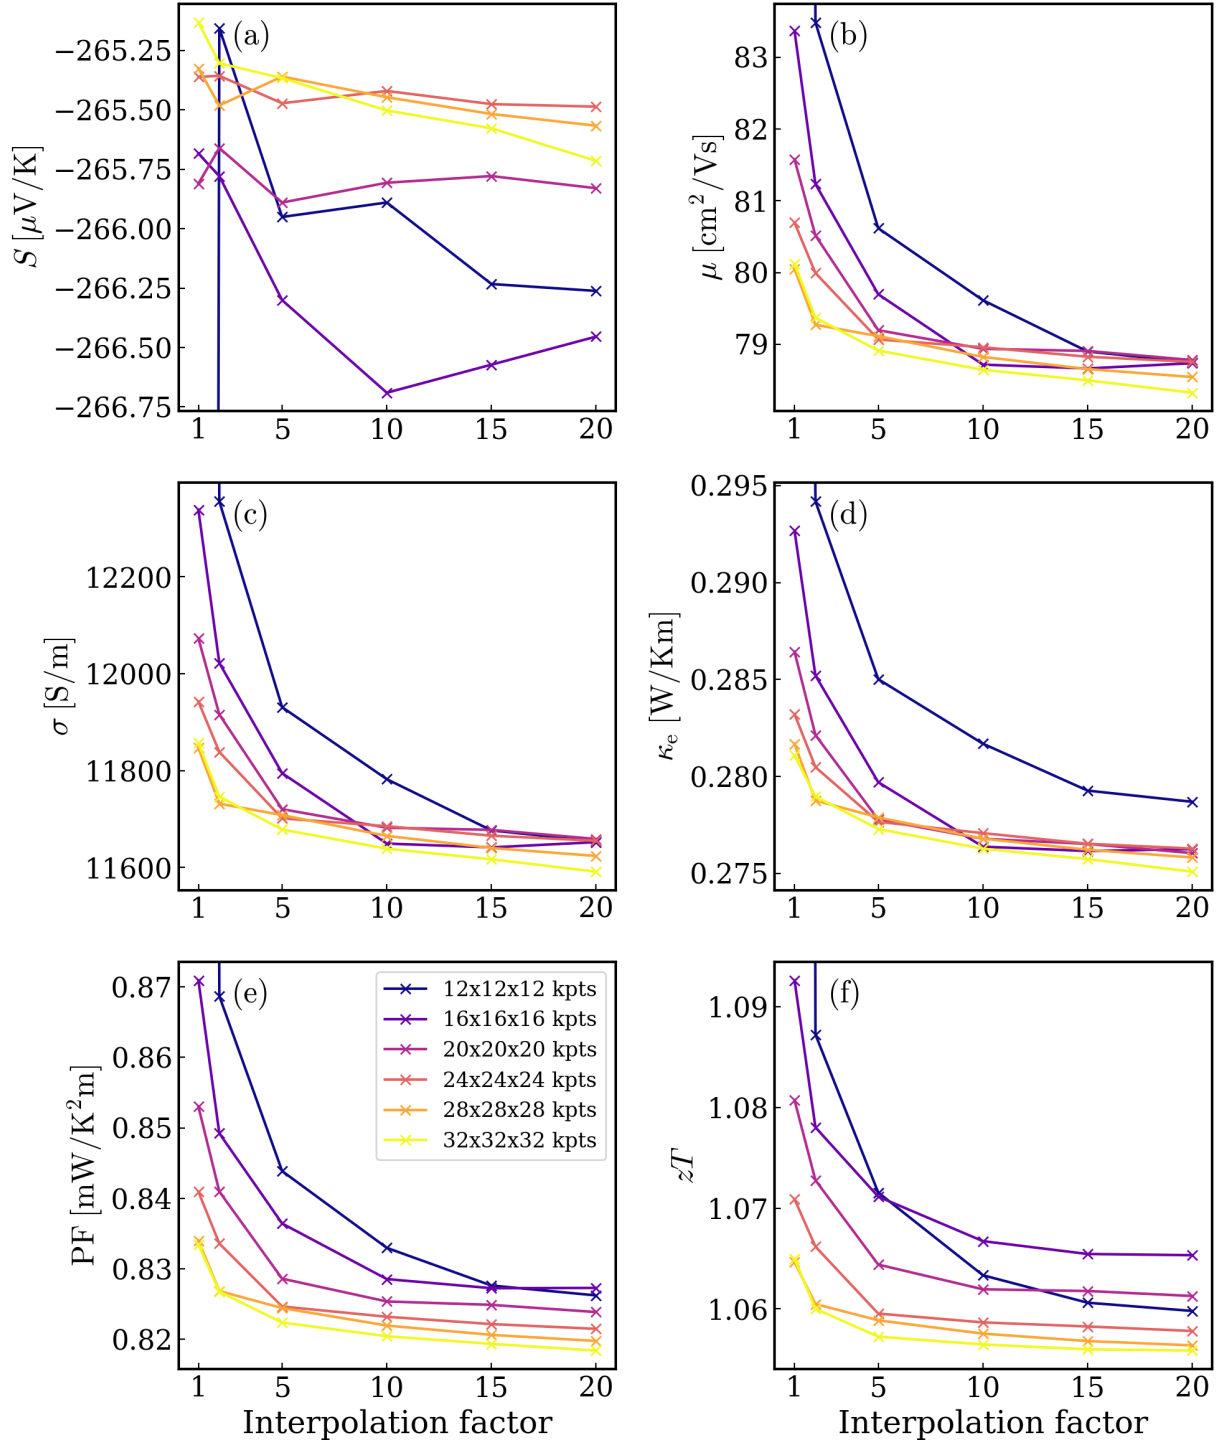 (a)
S [μV/K]
−265.25
−265.50
−265.75
−266.00
−266.25
−266.50
−266.75
1 5 10 15 20
(b)
μ [cm²/Vs]
83
82
81
80
79
1 5 10 15 20
(c)
σ [S/m]
12200
12000
11800
11600
1 5 10 15 20
(d)
κe [W/Km]
0.295
0.290
0.285
0.280
0.275
1 5 10 15 20
(e)
PF [mW/K²m]
0.87
0.86
0.85
0.84
0.83
0.82
12x12x12 kpts
16x16x16 kpts
20x20x20 kpts
24x24x24 kpts
28x28x28 kpts
32x32x32 kpts
1 5 10 15 20
Interpolation factor
(f)
zT
1.09
1.08
1.07
1.06
1 5 10 15 20
Interpolation factor